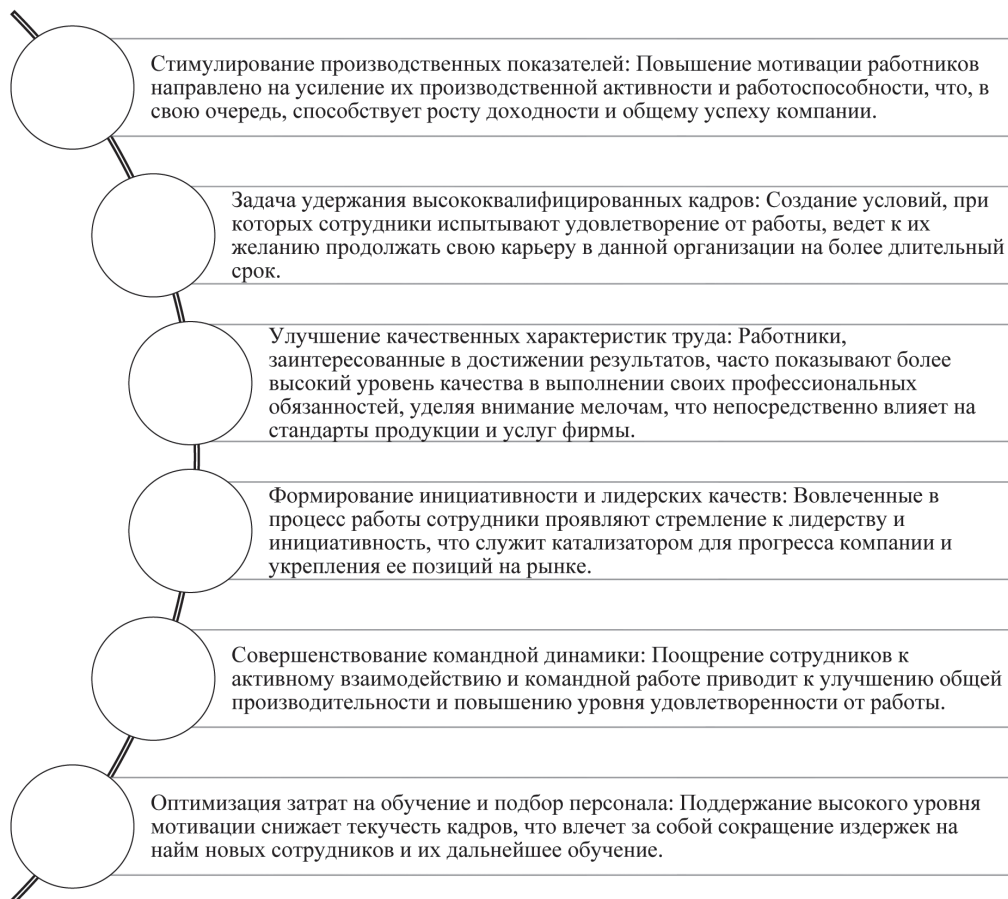 Стимулирование производственных показателей: Повышение мотивации работников
направлено на усиление их производственной активности и работоспособности, что, в
свою очередь, способствует росту доходности и общему успеху компании.
Задача удержания высококвалифицированных кадров: Создание условий, при
которых сотрудники испытывают удовлетворение от работы, ведет к их
желанию продолжать свою карьеру в данной организации на более длительный
срок.
Улучшение качественных характеристик труда: Работники,
заинтересованные в достижении результатов, часто показывают более
высокий уровень качества в выполнении своих профессиональных
обязанностей, уделяя внимание мелочам, что непосредственно влияет на
стандарты продукции и услуг фирмы.
Формирование инициативности и лидерских качеств: Вовлеченные в
процесс работы сотрудники проявляют стремление к лидерству и
инициативность, что служит катализатором для прогресса компании и
укрепления ее позиций на рынке.
Совершенствование командной динамики: Поощрение сотрудников к
активному взаимодействию и командной работе приводит к улучшению общей
производительности и повышению уровня удовлетворенности от работы.
Оптимизация затрат на обучение и подбор персонала: Поддержание высокого уровня
мотивации снижает текучесть кадров, что влечет за собой сокращение издержек на
найм новых сотрудников и их дальнейшее обучение.